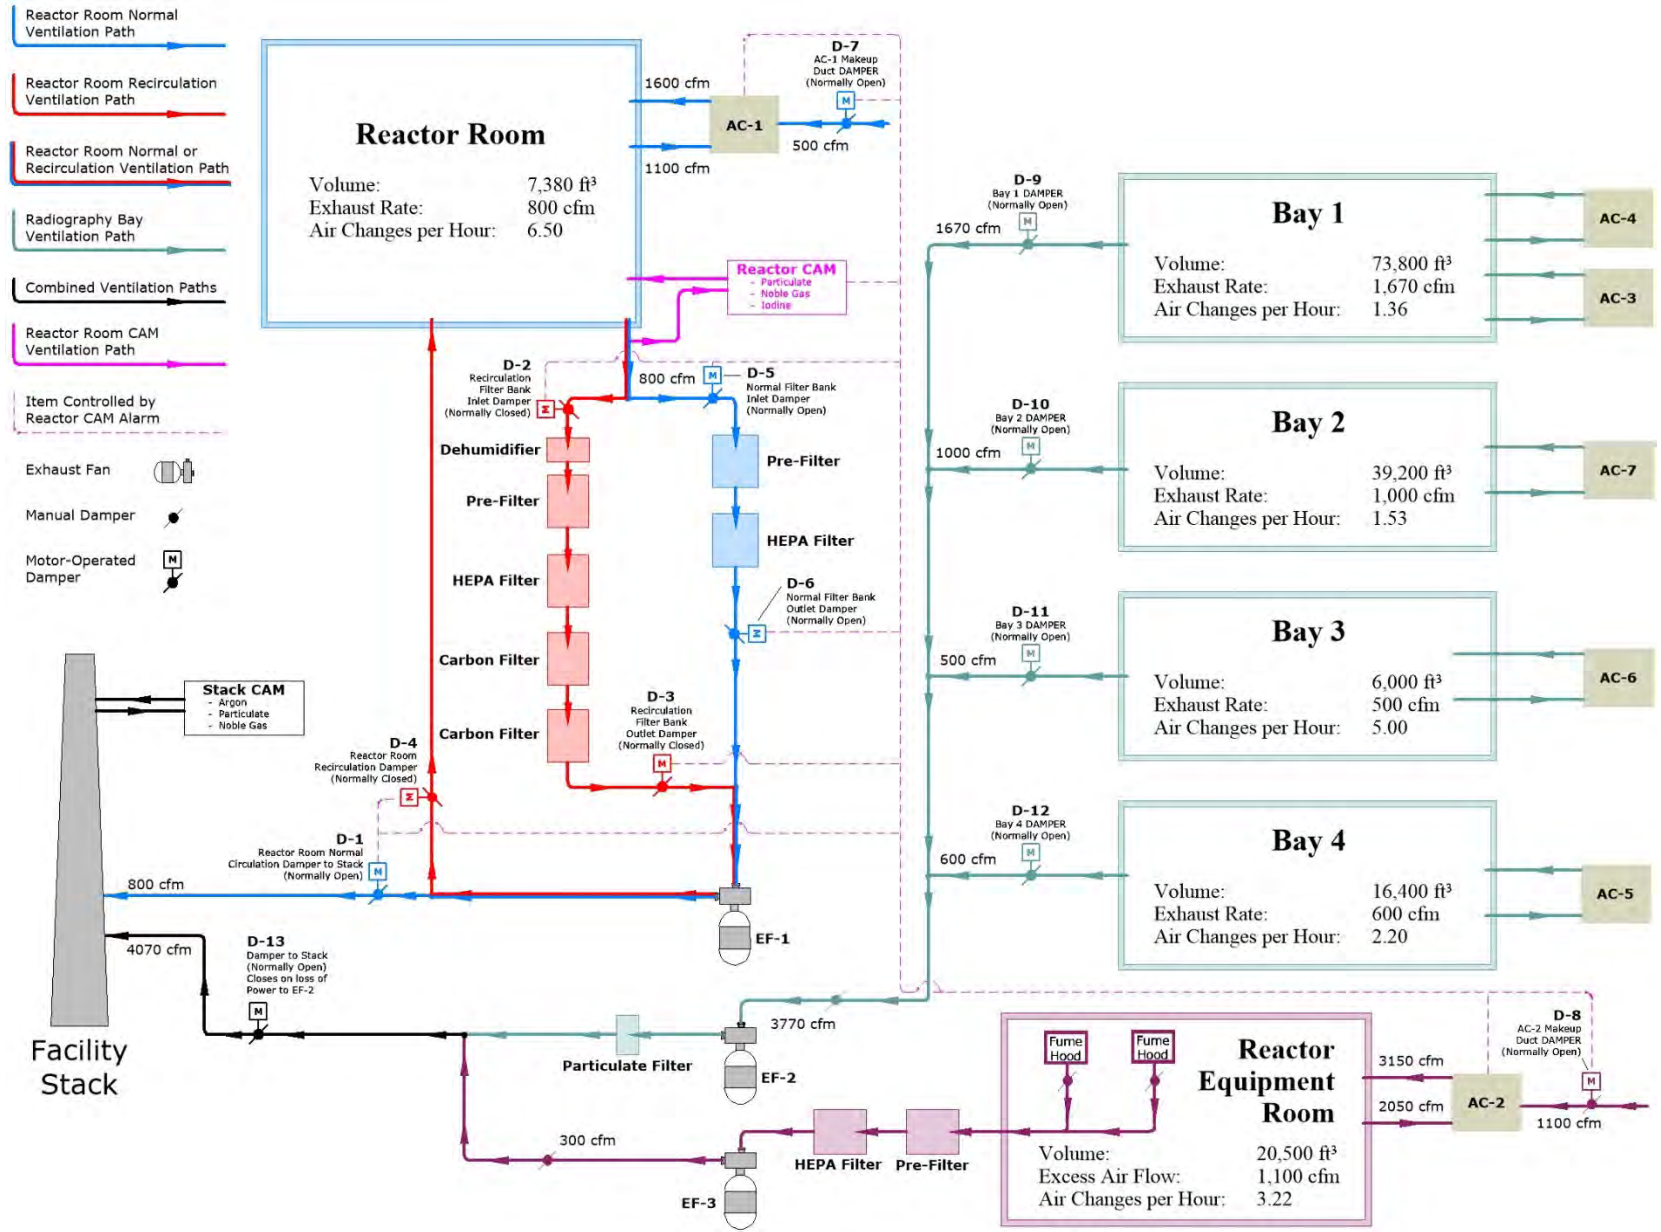 Reactor Room Normal
Ventilation Path
Reactor Room Recirculation
Ventilation Path
Reactor Room Normal or
Recirculation Ventilation Path
Radiography Bay
Ventilation Path
Combined Ventilation Paths
Reactor Room CAM
Ventilation Path
Item Controlled by
Reactor CAM Alarm
Exhaust Fan
Manual Damper
Motor-Operated
Damper
M
Reactor Room
Volume: 7,380 ft³
Exhaust Rate: 800 cfm
Air Changes per Hour: 6.50
1600 cfm
1100 cfm
AC-1
D-7
AC-1 Makeup
Duct DAMPER
(Normally Open)
M
500 cfm
Reactor CAM
- Particulate
- Noble Gas
- Iodine
D-2
Recirculation
Filter Bank
Inlet Damper
(Normally Closed)
M
800 cfm
M
D-5
Normal Filter Bank
Inlet Damper
(Normally Open)
Dehumidifier
Pre-Filter
HEPA Filter
Carbon Filter
Carbon Filter
Pre-Filter
HEPA Filter
D-6
Normal Filter Bank
Outlet Damper
(Normally Open)
M
D-3
Recirculation
Filter Bank
Outlet Damper
(Normally Closed)
M
D-4
Reactor Room
Recirculation Damper
(Normally Closed)
M
D-1
Reactor Room Normal
Circulation Damper to Stack
(Normally Open)
M
800 cfm
EF-1
Stack CAM
- Argon
- Particulate
- Noble Gas
4070 cfm
D-13
Damper to Stack
(Normally Open)
Closes on loss of
Power to EF-2
M
Facility
Stack
Particulate Filter
EF-2
3770 cfm
300 cfm
EF-3
HEPA Filter
Pre-Filter
D-9
Bay 1 DAMPER
(Normally Open)
M
1670 cfm
Bay 1
Volume: 73,800 ft³
Exhaust Rate: 1,670 cfm
Air Changes per Hour: 1.36
AC-4
AC-3
D-10
Bay 2 DAMPER
(Normally Open)
M
1000 cfm
Bay 2
Volume: 39,200 ft³
Exhaust Rate: 1,000 cfm
Air Changes per Hour: 1.53
AC-7
D-11
Bay 3 DAMPER
(Normally Open)
M
500 cfm
Bay 3
Volume: 6,000 ft³
Exhaust Rate: 500 cfm
Air Changes per Hour: 5.00
AC-6
D-12
Bay 4 DAMPER
(Normally Open)
M
600 cfm
Bay 4
Volume: 16,400 ft³
Exhaust Rate: 600 cfm
Air Changes per Hour: 2.20
AC-5
Fume
Hood
Fume
Hood
Reactor
Equipment
Room
Volume: 20,500 ft³
Excess Air Flow: 1,100 cfm
Air Changes per Hour: 3.22
3150 cfm
2050 cfm
AC-2
D-8
AC-2 Makeup
Duct DAMPER
(Normally Open)
M
1100 cfm